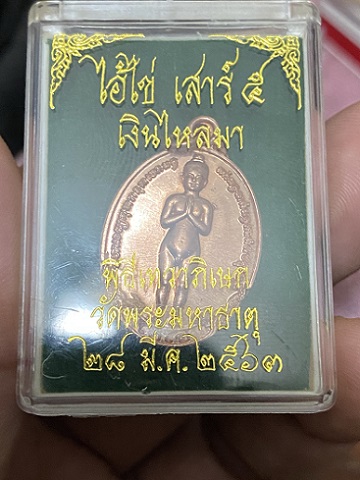 ไอ้ไข่ เสาร์ ๕
เงินไหลมา
พิธีเทวาภิเษก
วัดพระมหาธาตุ
๒๘ มี.ค.๒๕๖๓